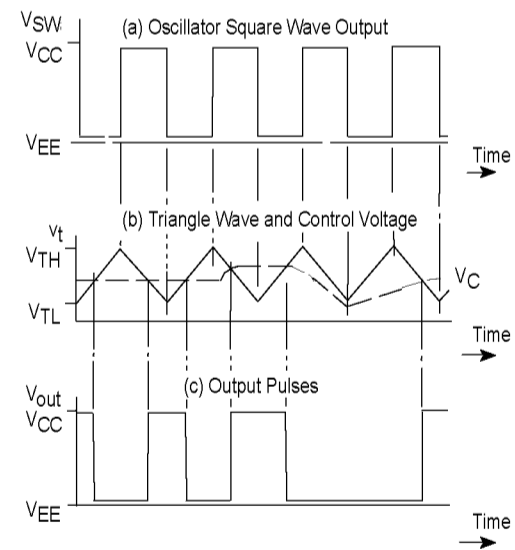 VSW
(a) Oscillator Square Wave Output
VCC
VEE
Time
(b) Triangle Wave and Control Voltage
Vt
VTH
VC
VTL
Time
(c) Output Pulses
Vout
VCC
VEE
Time